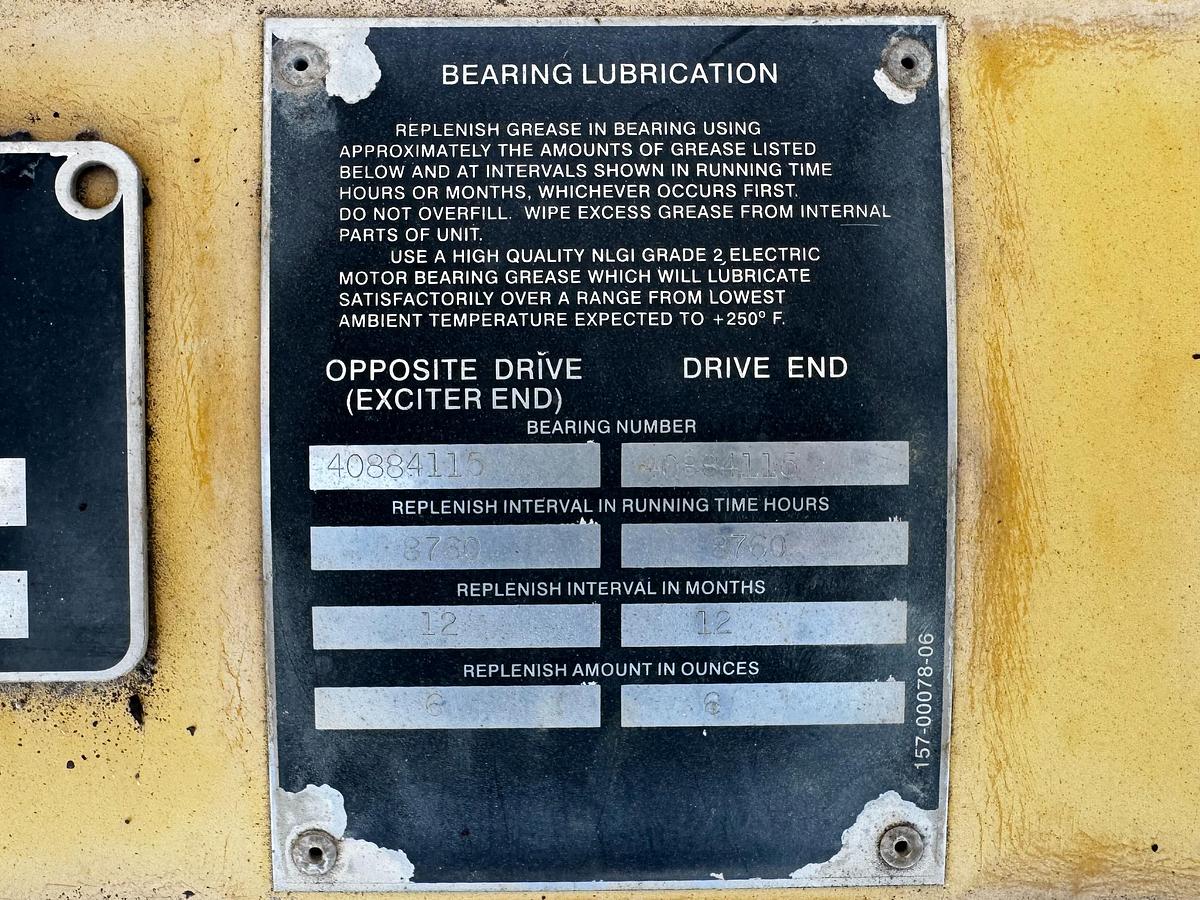 BEARING LUBRICATION
REPLENISH GREASE IN BEARING USING
APPROXIMATELY THE AMOUNTS OF GREASE LISTED
BELOW AND AT INTERVALS SHOWN IN RUNNING TIME
HOURS OR MONTHS, WHICHEVER OCCURS FIRST.
DO NOT OVERFILL. WIPE EXCESS GREASE FROM INTERNAL
PARTS OF UNIT.
USE A HIGH QUALITY NLGI GRADE 2 ELECTRIC
MOTOR BEARING GREASE WHICH WILL LUBRICATE
SATISFACTORILY OVER A RANGE FROM LOWEST
AMBIENT TEMPERATURE EXPECTED TO +250º F.
OPPOSITE DRIVE DRIVE END
(EXCITER END)
BEARING NUMBER
40884115 40884115
REPLENISH INTERVAL IN RUNNING TIME HOURS
8760 8760
REPLENISH INTERVAL IN MONTHS
12 12
REPLENISH AMOUNT IN OUNCES
6 6
157-00078-06